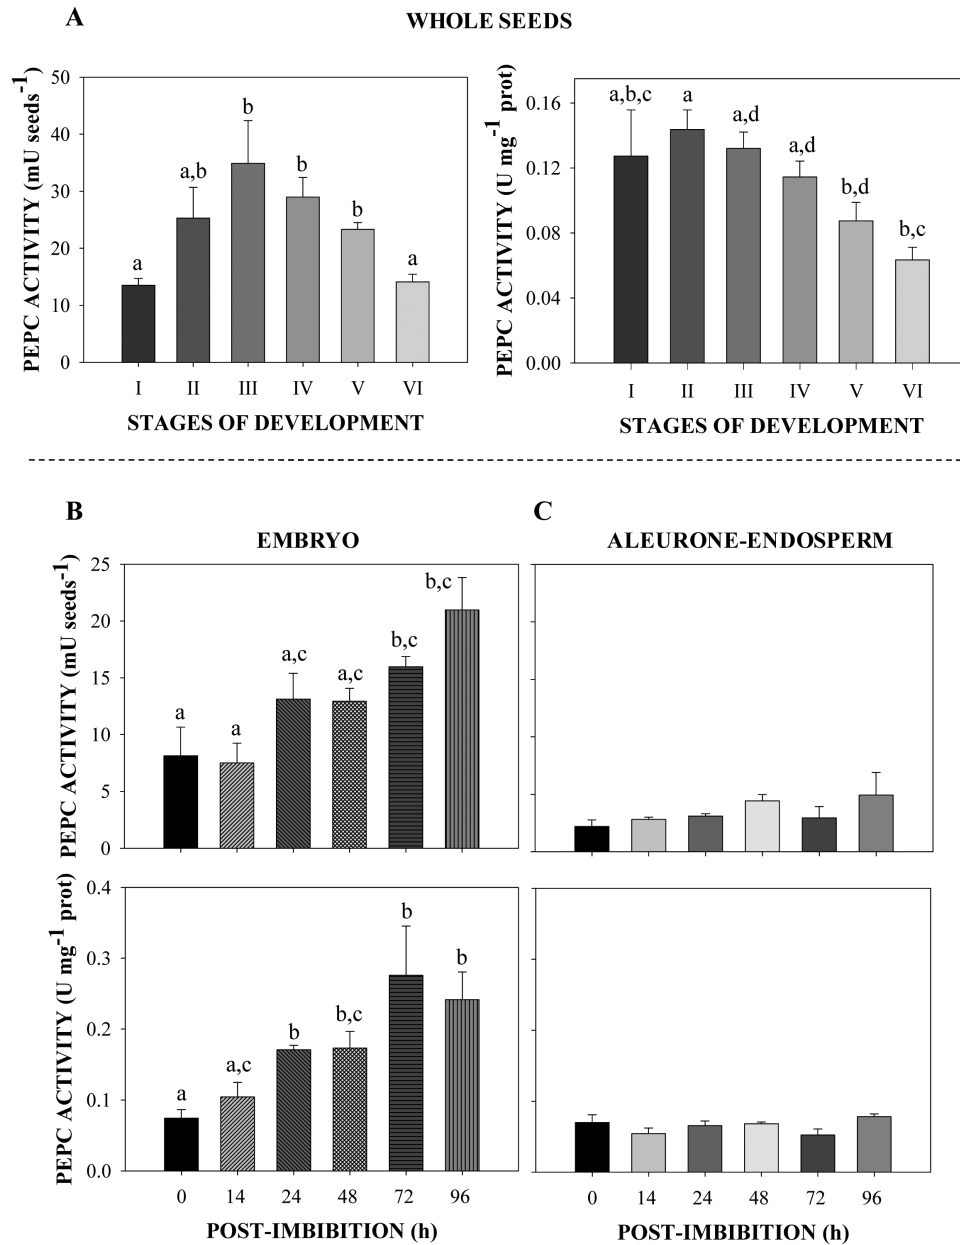 A
WHOLE SEEDS
PEPC ACTIVITY (mU seeds-1)
50
40
30
20
10
0
a
a,b
b
b
b
a
I II III IV V VI
STAGES OF DEVELOPMENT
PEPC ACTIVITY (U mg-1 prot)
0.16
0.12
0.08
0.04
0.00
a,b,c
a
a,d
a,d
b,d
b,c
I II III IV V VI
STAGES OF DEVELOPMENT
B
EMBRYO
PEPC ACTIVITY (mU seeds-1)
25
20
15
10
5
0
a
a
a,c
a,c
b,c
b,c
PEPC ACTIVITY (U mg-1 prot)
0.4
0.3
0.2
0.1
0.0
a
a,c
b
b,c
b
b
0 14 24 48 72 96
POST-IMBIBITION (h)
C
ALEURONE-ENDOSPERM
0 14 24 48 72 96
POST-IMBIBITION (h)